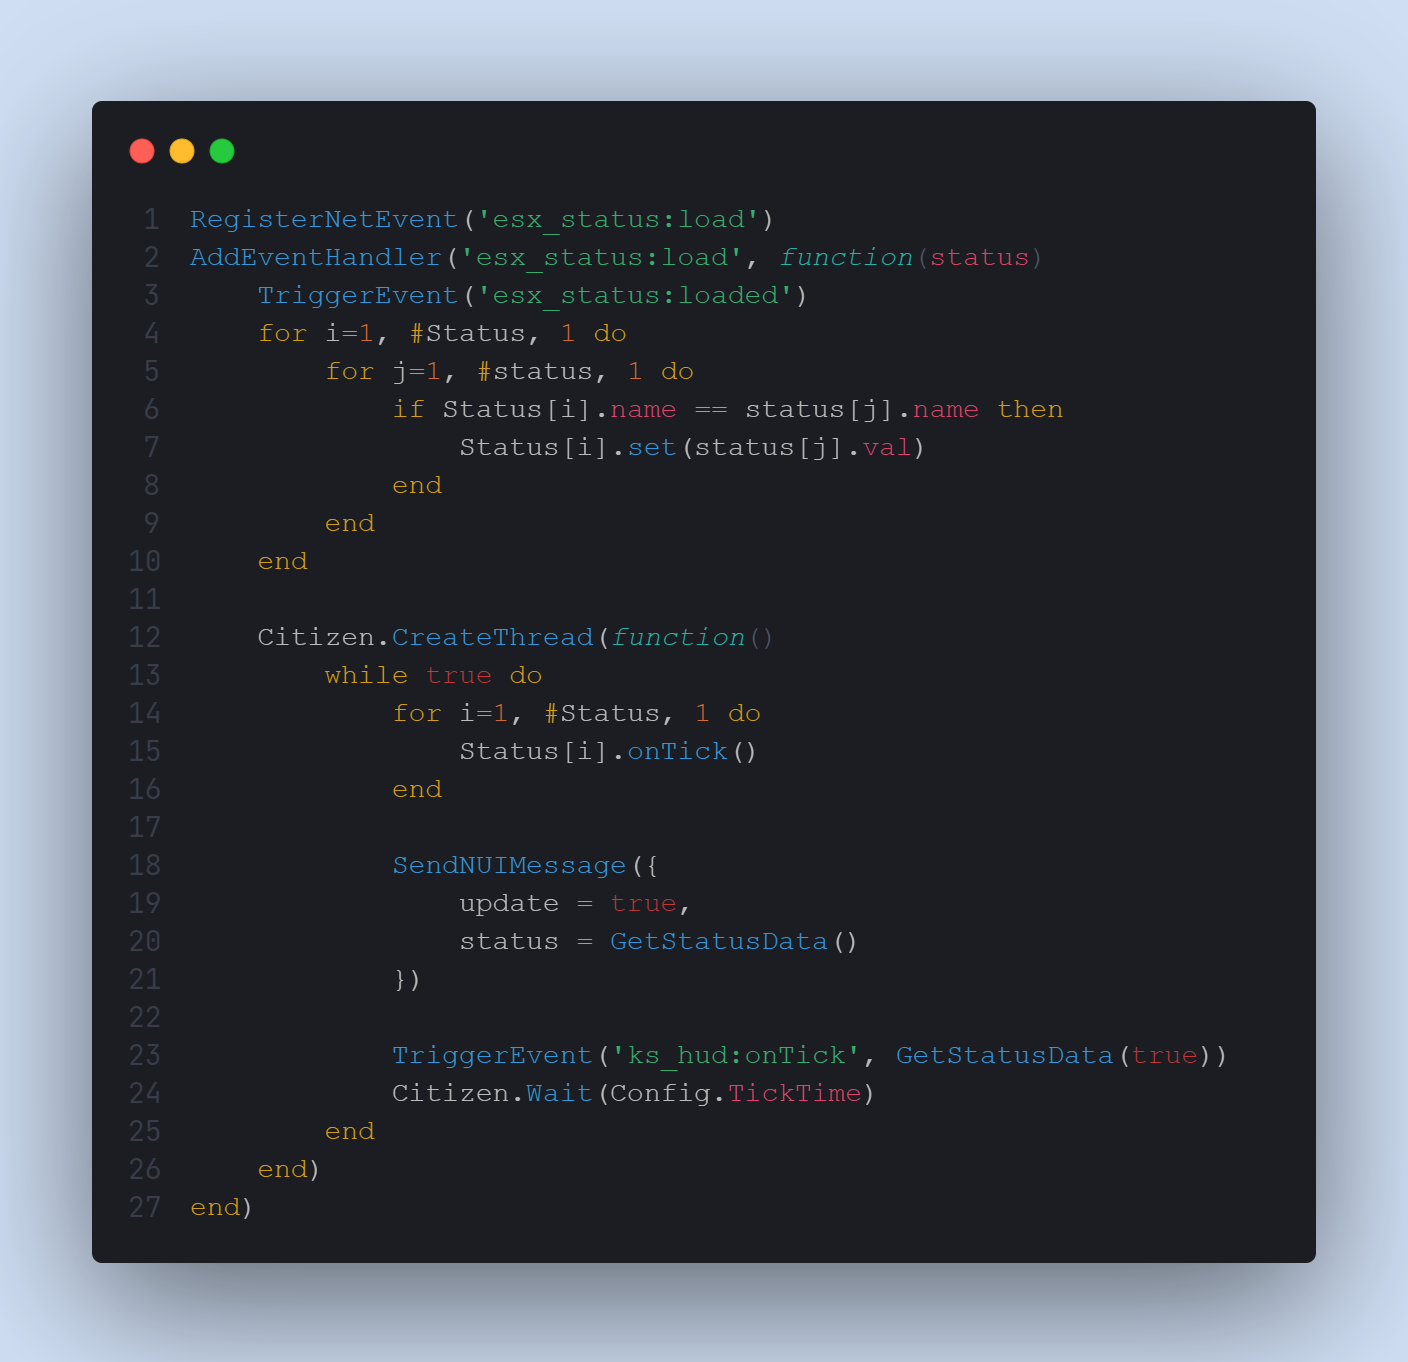 1 RegisterNetEvent('esx_status:load')
2 AddEventHandler('esx_status:load', function(status)
3     TriggerEvent('esx_status:loaded')
4     for i=1, #Status, 1 do
5         for j=1, #status, 1 do
6             if Status[i].name == status[j].name then
7                 Status[i].set(status[j].val)
8             end
9         end
10     end
11
12     Citizen.CreateThread(function()
13         while true do
14             for i=1, #Status, 1 do
15                 Status[i].onTick()
16             end
17
18             SendNUIMessage({
19                 update = true,
20                 status = GetStatusData()
21             })
22
23             TriggerEvent('ks_hud:onTick', GetStatusData(true))
24             Citizen.Wait(Config.TickTime)
25         end
26     end)
27 end)